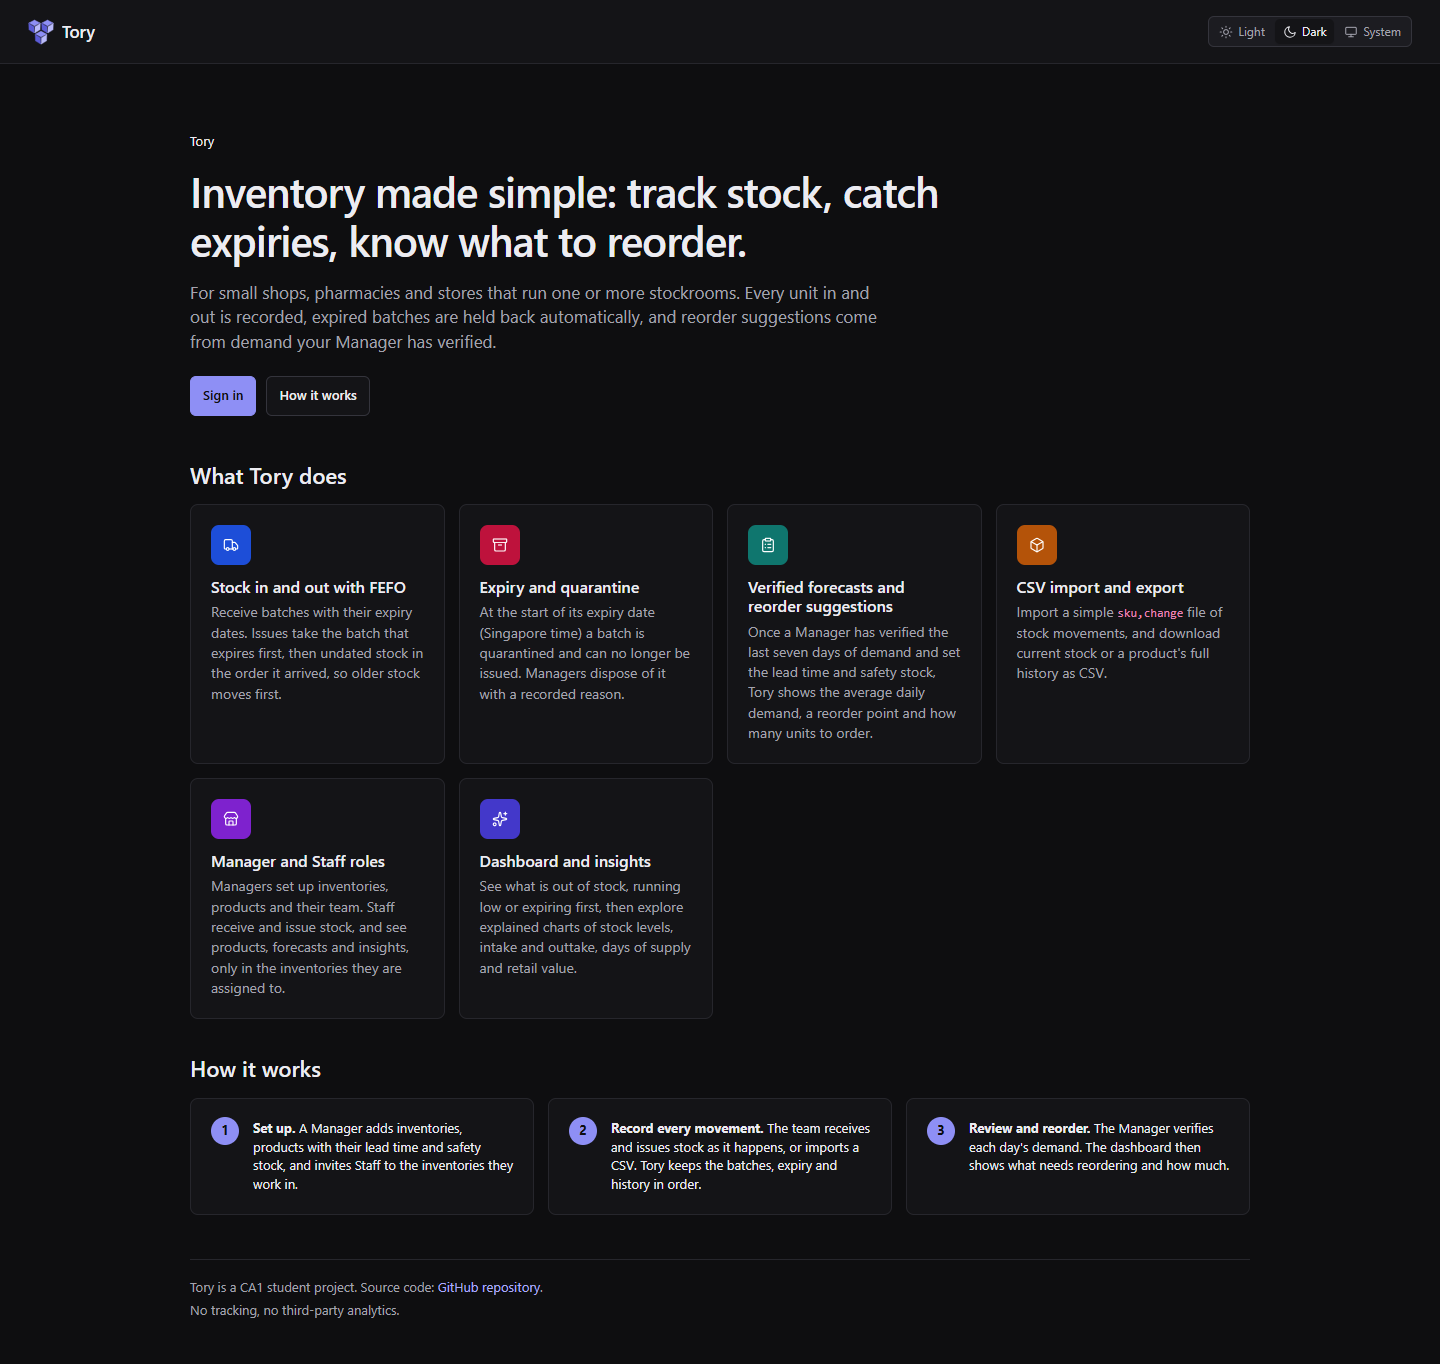 Tory
Light
Dark
System
Tory
Inventory made simple: track stock, catch
expiries, know what to reorder.
For small shops, pharmacies and stores that run one or more stockrooms. Every unit in and
out is recorded, expired batches are held back automatically, and reorder suggestions come
from demand your Manager has verified.
Sign in
How it works
What Tory does
Stock in and out with FEFO
Receive batches with their expiry
dates. Issues take the batch that
expires first, then undated stock in
the order it arrived, so older stock
moves first.
Expiry and quarantine
At the start of its expiry date
(Singapore time) a batch is
quarantined and can no longer be
issued. Managers dispose of it
with a recorded reason.
Verified forecasts and
reorder suggestions
Once a Manager has verified the
last seven days of demand and set
the lead time and safety stock,
Tory shows the average daily
demand, a reorder point and how
many units to order.
CSV import and export
Import a simple sku,change file of
stock movements, and download
current stock or a product's full
history as CSV.
Manager and Staff roles
Managers set up inventories,
products and their team. Staff
receive and issue stock, and see
products, forecasts and insights,
only in the inventories they are
assigned to.
Dashboard and insights
See what is out of stock, running
low or expiring first, then explore
explained charts of stock levels,
intake and outtake, days of supply
and retail value.
How it works
1
Set up. A Manager adds inventories,
products with their lead time and safety
stock, and invites Staff to the inventories they
work in.
2
Record every movement. The team receives
and issues stock as it happens, or imports a
CSV. Tory keeps the batches, expiry and
history in order.
3
Review and reorder. The Manager verifies
each day's demand. The dashboard then
shows what needs reordering and how much.
Tory is a CA1 student project. Source code: GitHub repository.
No tracking, no third-party analytics.